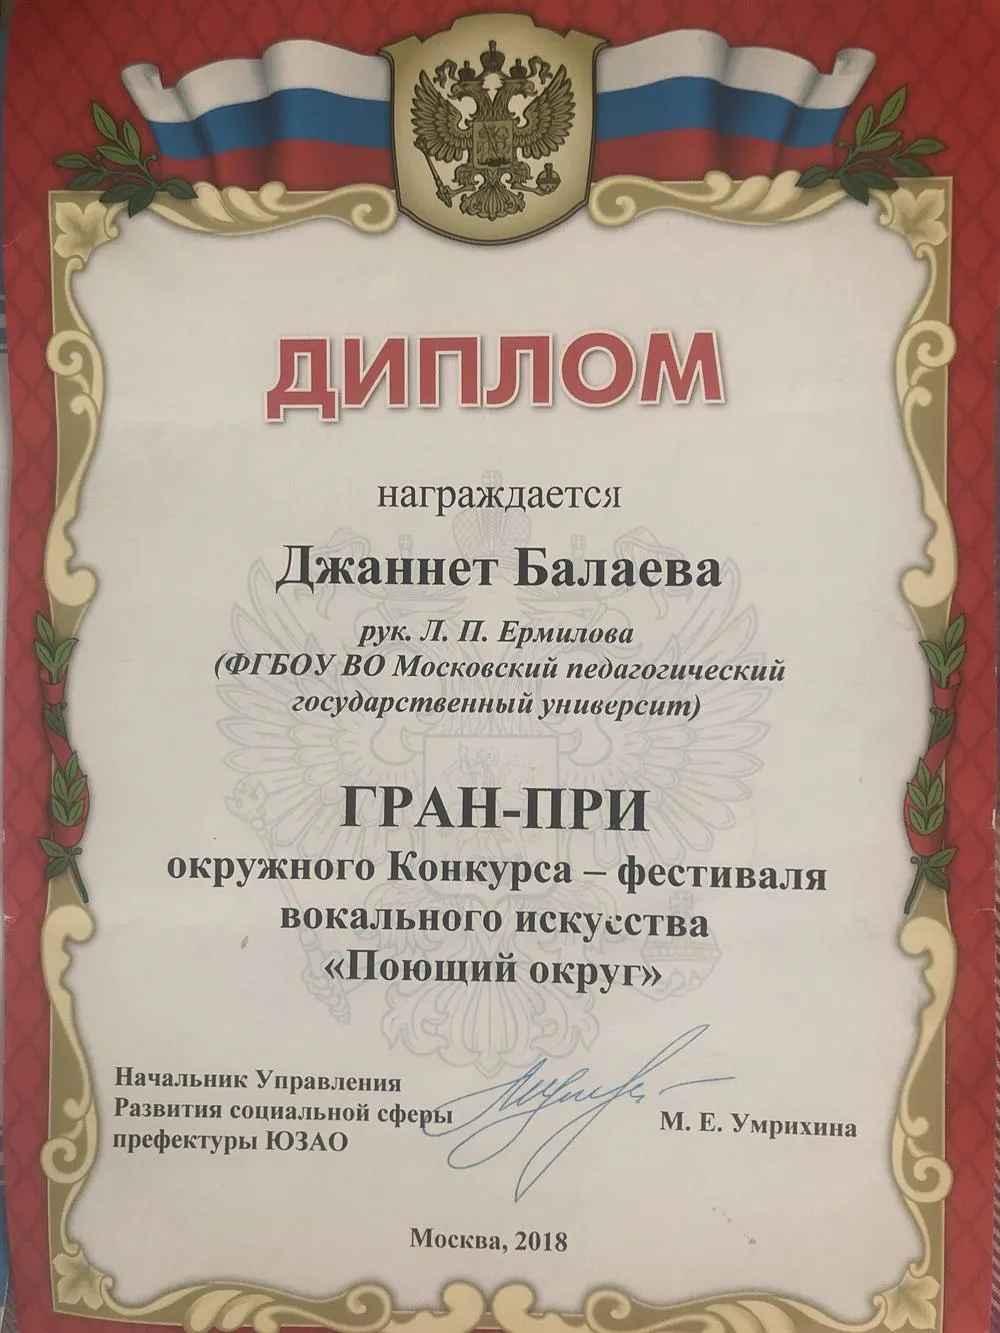 ДИПЛОМ
награждается
Джаннет Балаева
рук. Л. П. Ермилова
(ФГБОУ ВО Московский педагогический
государственный университ)
ГРАН-ПРИ
окружного Конкурса – фестиваля
вокального искусства
«Поющий округ»
Начальник Управления
Развития социальной сферы
префектуры ЮЗАО
М. Е. Умрихина
Москва, 2018